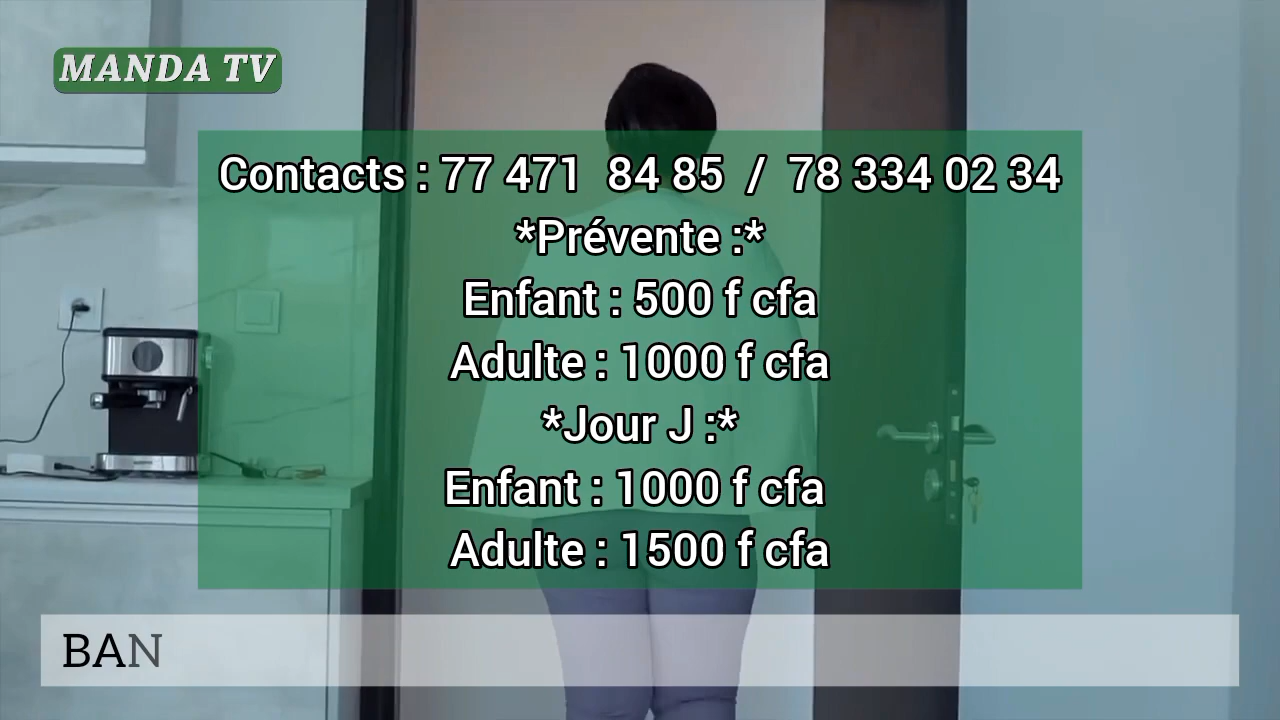 MANDA TV
Contacts : 77 471 84 85 / 78 334 02 34
*Prévente :*
Enfant : 500 f cfa
Adulte : 1000 f cfa
*Jour J :*
Enfant : 1000 f cfa
Adulte : 1500 f cfa
BAN